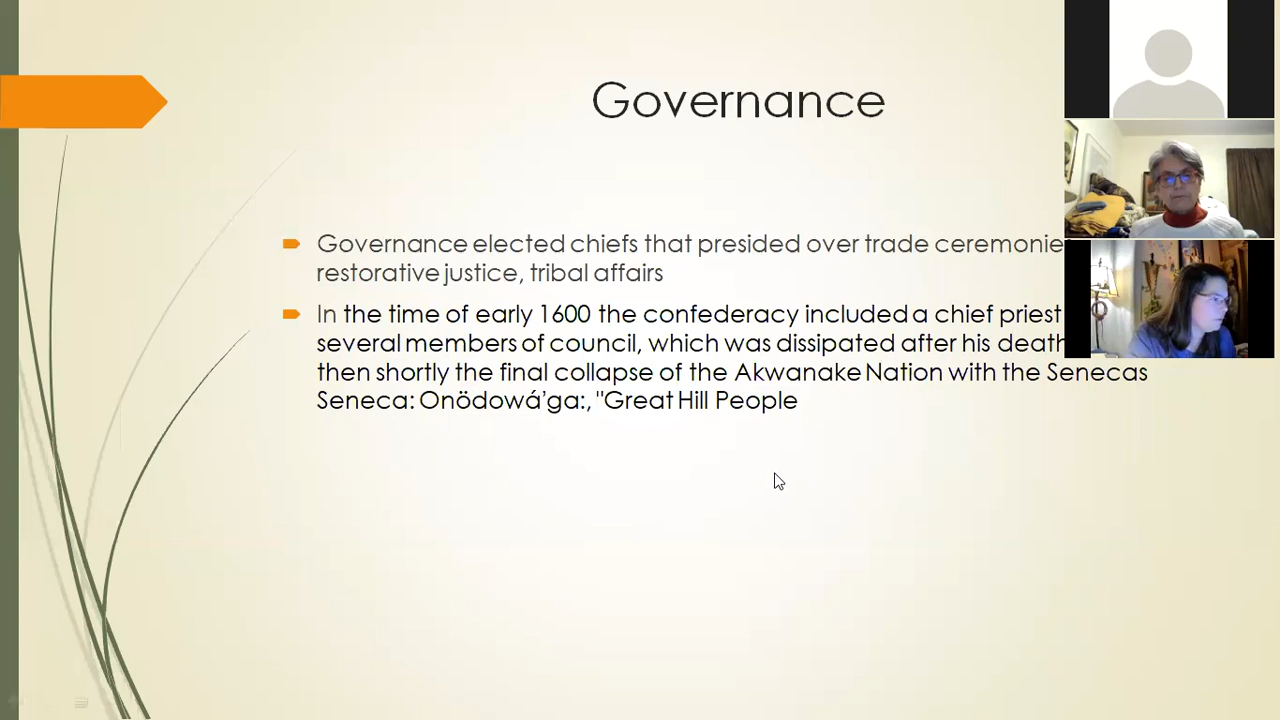 Governance
Governance elected chiefs that presided over trade ceremonies
restorative justice, tribal affairs
In the time of early 1600 the confederacy included a chief priest
several members of council, which was dissipated after his death
then shortly the final collapse of the Akwanake Nation with the Senecas
Seneca: Onödowá'ga:, "Great Hill People